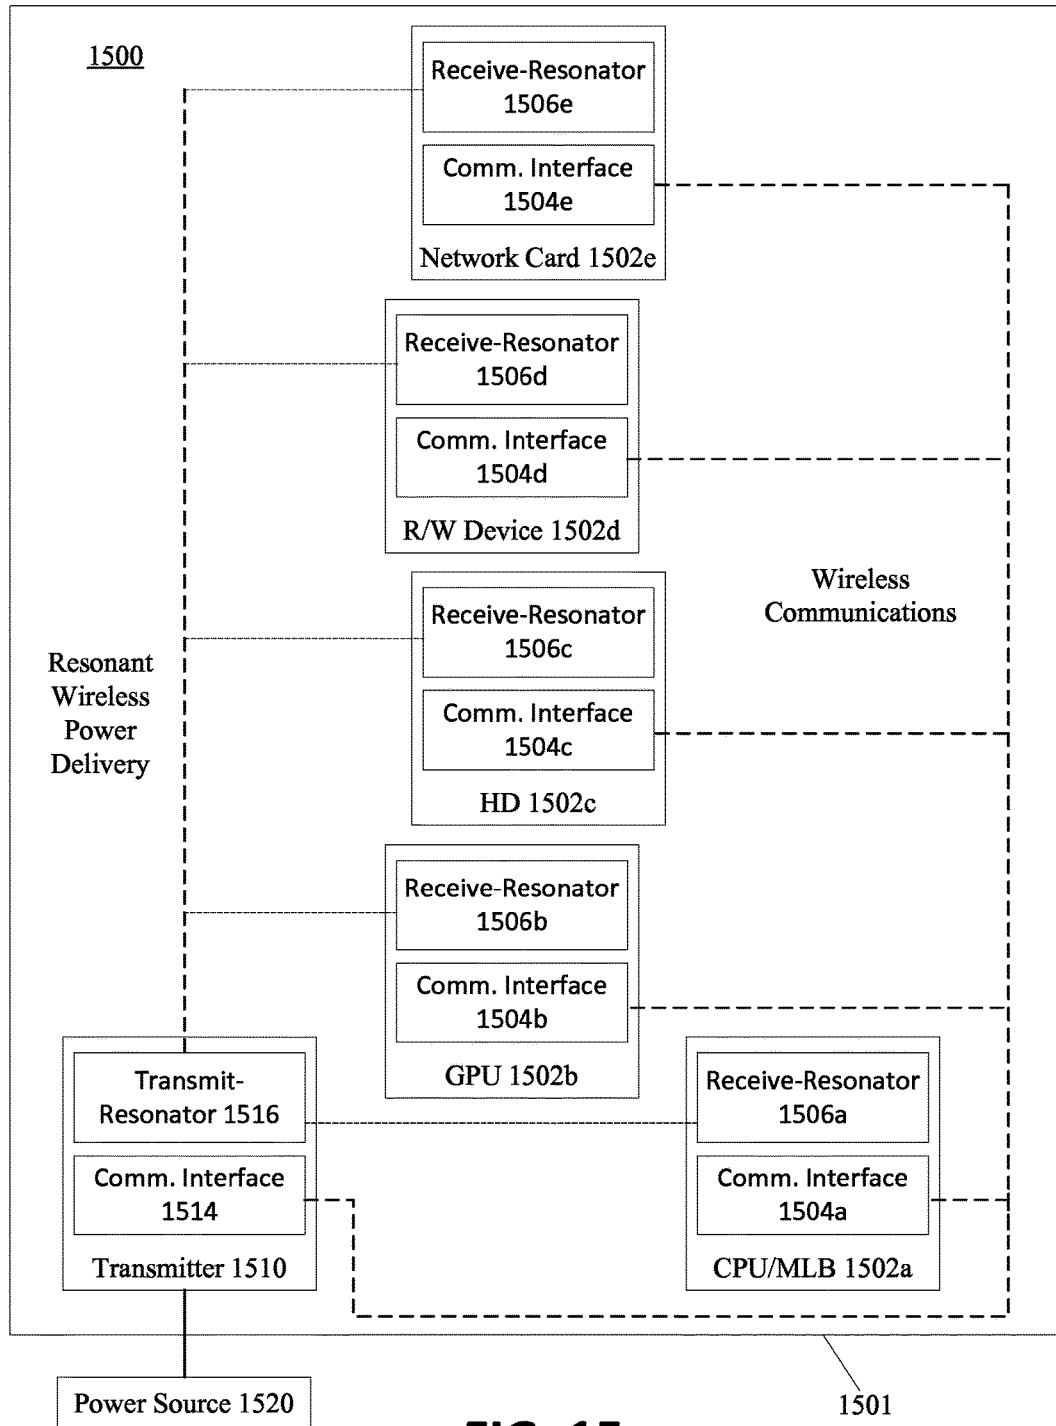 1500
Receive-Resonator
1506e
Comm. Interface
1504e
Network Card 1502e
Receive-Resonator
1506d
Comm. Interface
1504d
R/W Device 1502d
Wireless
Communications
Receive-Resonator
1506c
Comm. Interface
1504c
HD 1502c
Resonant
Wireless
Power
Delivery
Receive-Resonator
1506b
Comm. Interface
1504b
GPU 1502b
Transmit-
Resonator 1516
Comm. Interface
1514
Transmitter 1510
Receive-Resonator
1506a
Comm. Interface
1504a
CPU/MLB 1502a
Power Source 1520
1501